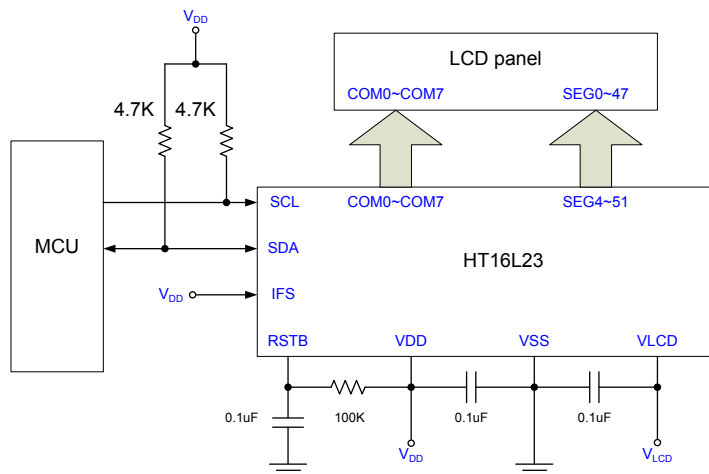 VDD
LCD panel
COM0~COM7 SEG0~47
4.7K 4.7K
SCL COM0~COM7 SEG4~51
MCU
SDA
HT16L23
VDD IFS
RSTB VDD VSS VLCD
0.1uF 100K 0.1uF 0.1uF
VDD VLCD